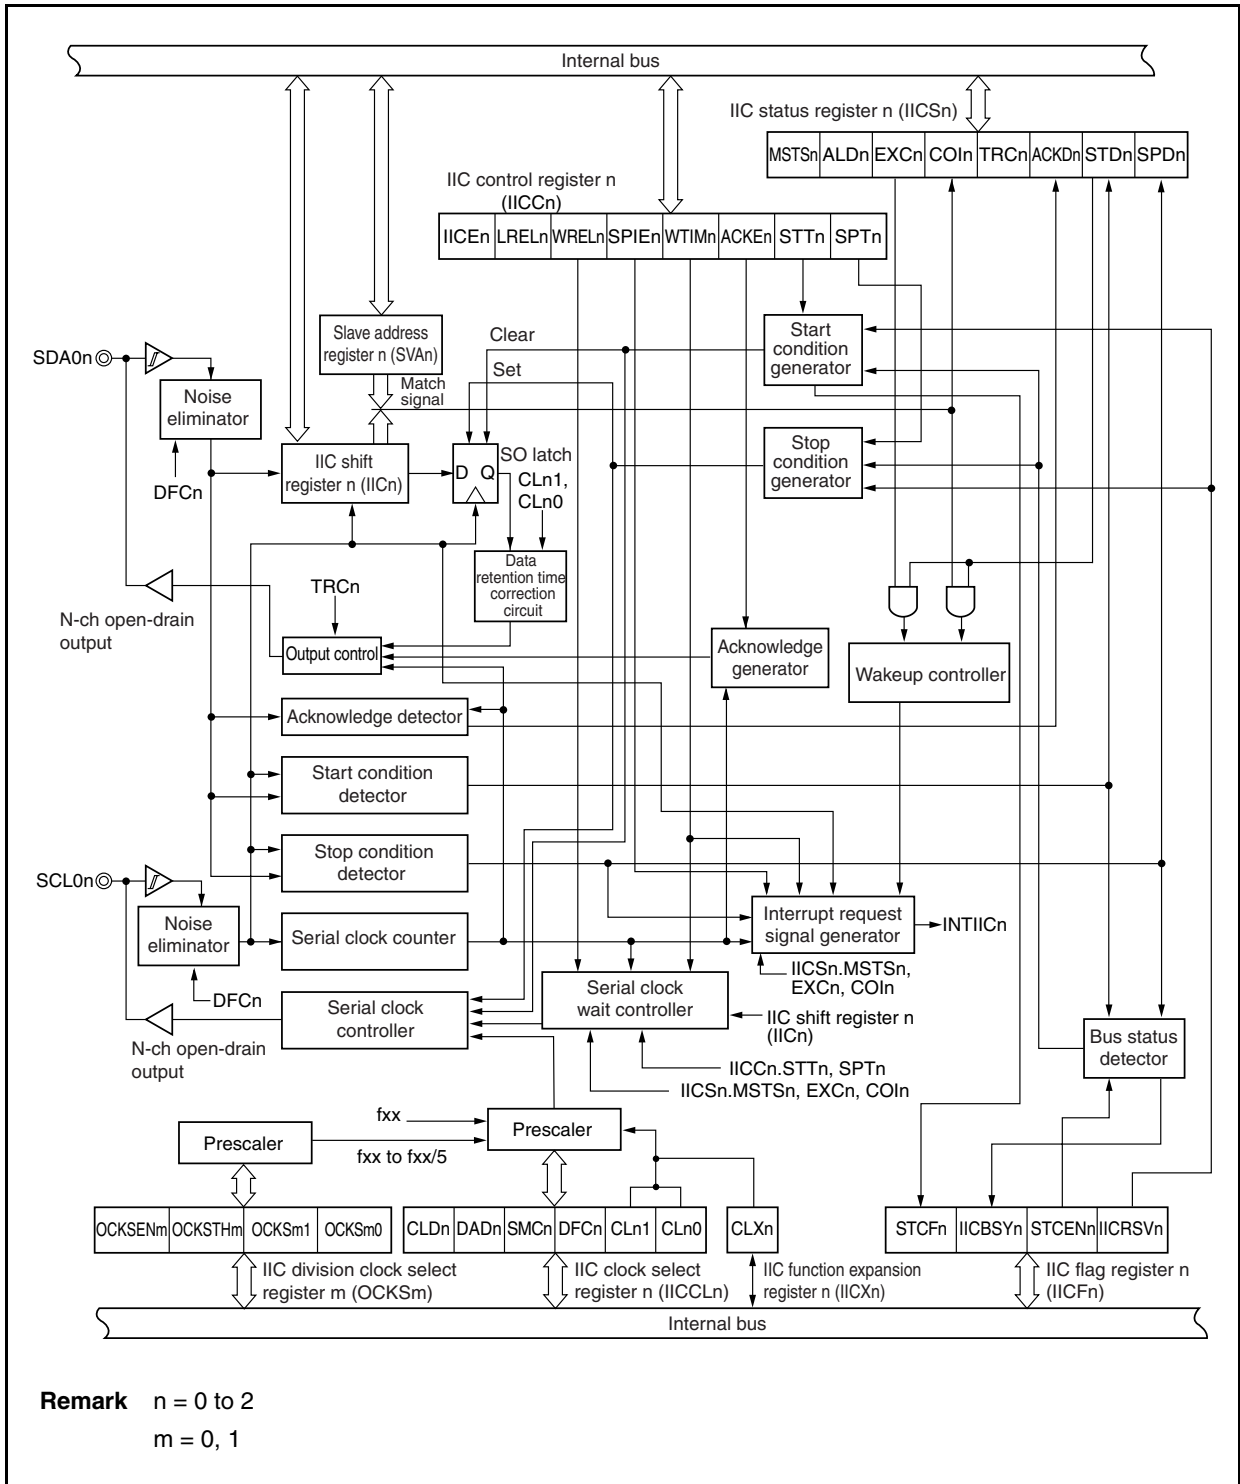 Internal bus
IIC status register n (IICSn)
MSTSn ALDn EXCn COIn TRCn ACKDn STDn SPDn
IIC control register n
(IICCn)
IICEn LRELn WRELn SPIEn WTIMn ACKEn STTn SPTn
Slave address
register n (SVAn)
Clear
Start
condition
generator
SDA0n
Set
Match
signal
Noise
eliminator
Stop
condition
generator
IIC shift
register n (IICn)
D Q
SO latch
CLn1,
CLn0
DFCn
Data
retention time
correction
circuit
TRCn
N-ch open-drain
output
Output control
Acknowledge
generator
Wakeup controller
Acknowledge detector
Start condition
detector
Stop condition
detector
SCL0n
Noise
eliminator
Serial clock counter
Interrupt request
signal generator
INTIICn
IICSn.MSTSn,
EXCn, COIn
DFCn
Serial clock
controller
Serial clock
wait controller
IIC shift register n
(IICn)
N-ch open-drain
output
Bus status
detector
IICCn.STTn, SPTn
IICSn.MSTSn, EXCn, COIn
fxx
Prescaler
Prescaler
fxx to fxx/5
OCKSENm OCKSTHm OCKSm1 OCKSm0
CLDn DADn SMCn DFCn CLn1 CLn0
CLXn
STCFn IICBSYn STCENn IICRSVn
IIC division clock select
register m (OCKSm)
IIC clock select
register n (IICCLn)
IIC function expansion
register n (IICXn)
IIC flag register n
(IICFn)
Internal bus
Remark n = 0 to 2
m = 0, 1